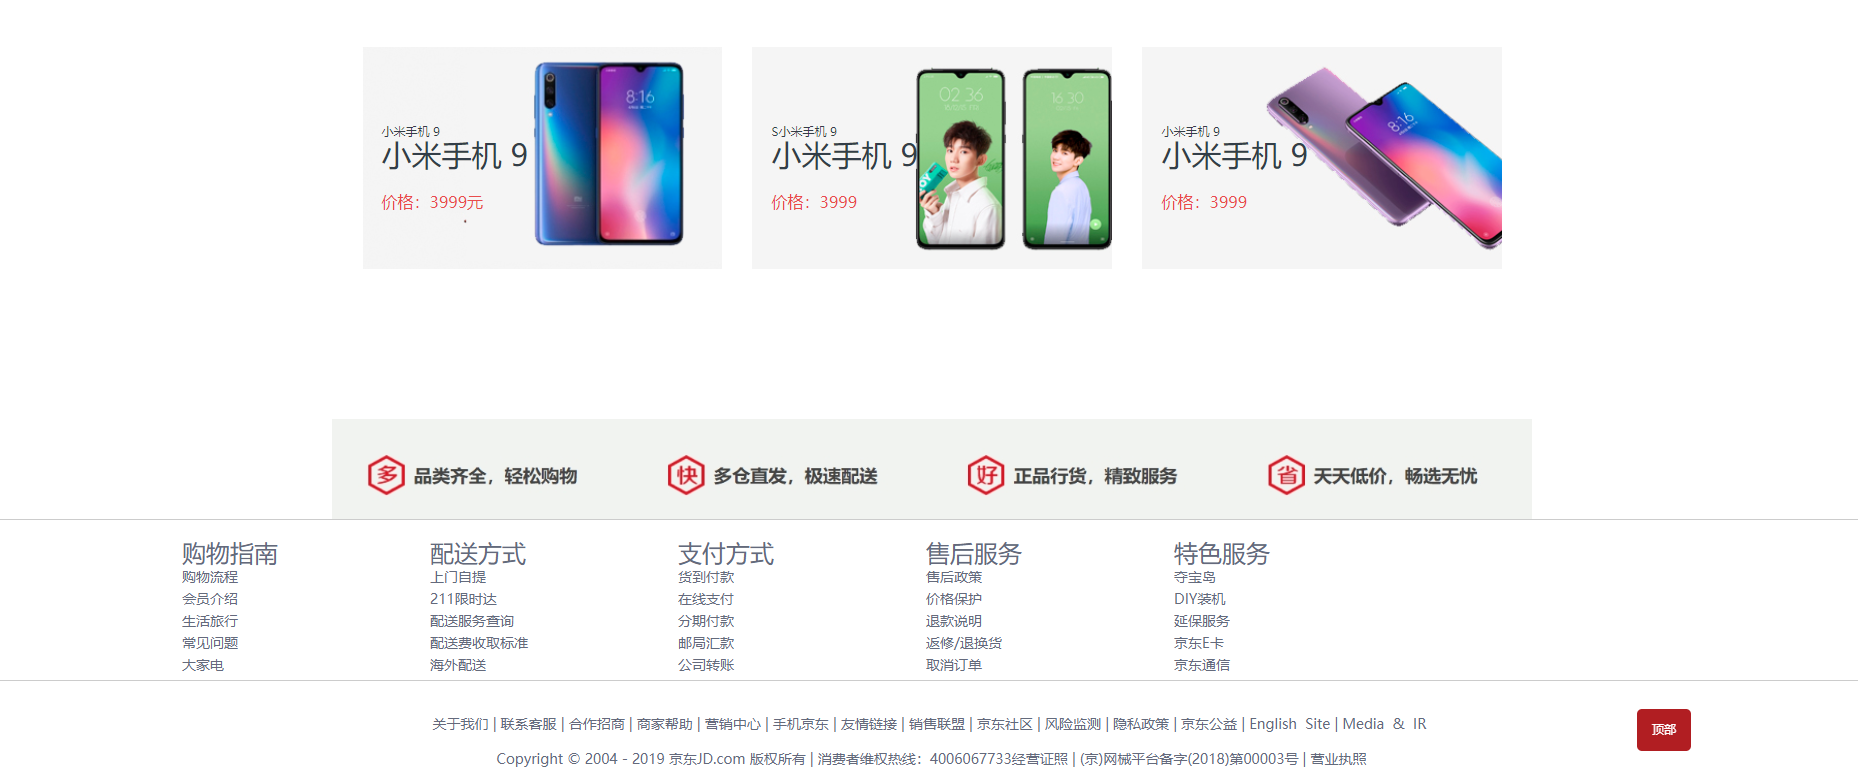 小米手机 9
小米手机 9
价格：3999元
8:16
S小米手机 9
小米手机 9
价格：3999
02 36
16 30
小米手机 9
小米手机 9
价格：3999
8:16
多 品类齐全，轻松购物
快 多仓直发，极速配送
好 正品行货，精致服务
省 天天低价，畅选无忧
购物指南
购物流程
会员介绍
生活旅行
常见问题
大家电
配送方式
上门自提
211限时达
配送服务查询
配送费收取标准
海外配送
支付方式
货到付款
在线支付
分期付款
邮局汇款
公司转账
售后服务
售后政策
价格保护
退款说明
返修/退换货
取消订单
特色服务
夺宝岛
DIY装机
延保服务
京东E卡
京东通信
关于我们 | 联系客服 | 合作招商 | 商家帮助 | 营销中心 | 手机京东 | 友情链接 | 销售联盟 | 京东社区 | 风险监测 | 隐私政策 | 京东公益 | English Site | Media & IR
Copyright © 2004 - 2019 京东JD.com 版权所有 | 消费者维权热线：4006067733经营证照 | (京)网械平台备字(2018)第00003号 | 营业执照
顶部